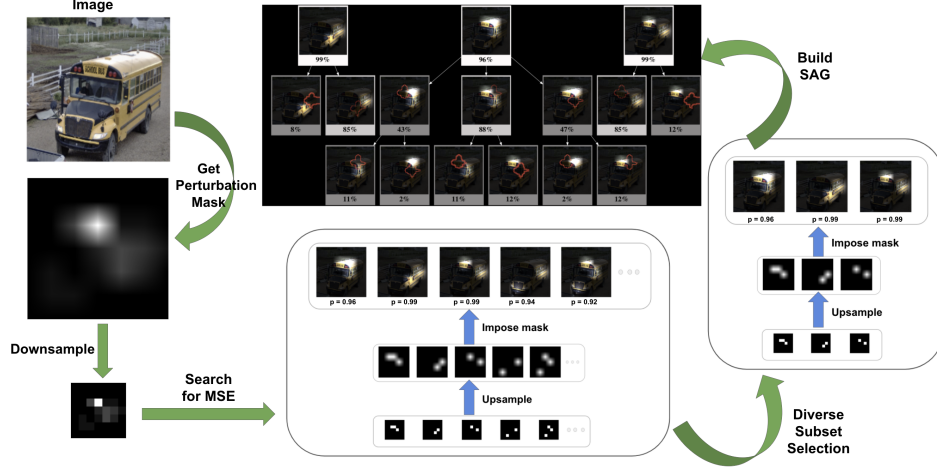 Image
SCHOOL BUS
Get
Perturbation
Mask
Downsample
Search
for MSE
99%
96%
99%
8%
85%
43%
88%
47%
85%
12%
11%
2%
11%
12%
2%
12%
p = 0.96
p = 0.99
p = 0.99
p = 0.94
p = 0.92
Impose mask
Upsample
Diverse
Subset
Selection
p = 0.96
p = 0.99
p = 0.99
Impose mask
Upsample
Build
SAG